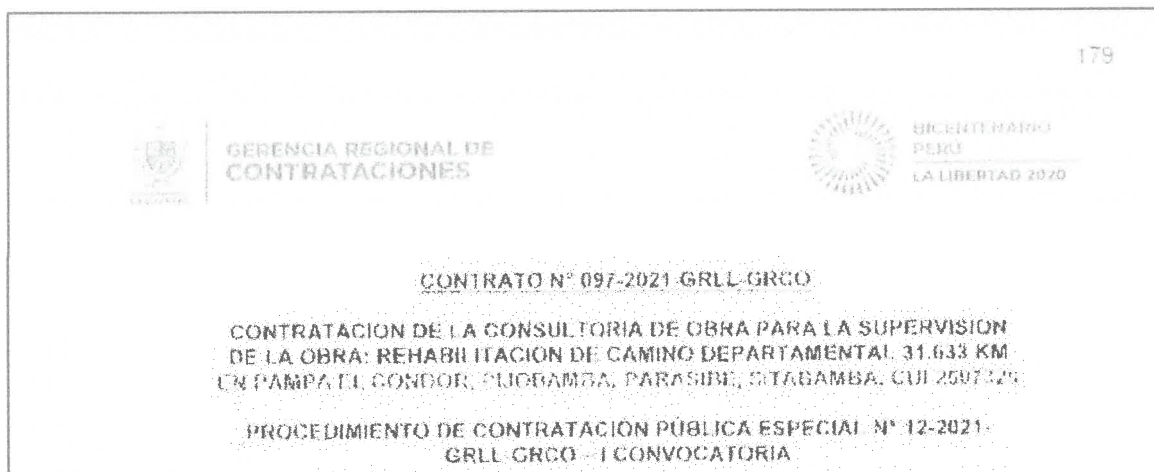 179
GERENCIA REGIONAL DE
CONTRATACIONES
BICENTENARIO
PERÚ
LA LIBERTAD 2020
CONTRATO N° 097-2021-GRLL-GRCO
CONTRATACION DE LA CONSULTORIA DE OBRA PARA LA SUPERVISION
DE LA OBRA: REHABILITACION DE CAMINO DEPARTAMENTAL 31.633 KM
EN PAMPA EL CONDOR, PARASIBE, SITABAMBA, CUI
PROCEDIMIENTO DE CONTRATACIÓN PÚBLICA ESPECIAL N° 12-2021-
GRLL-GRCO - I CONVOCATORIA